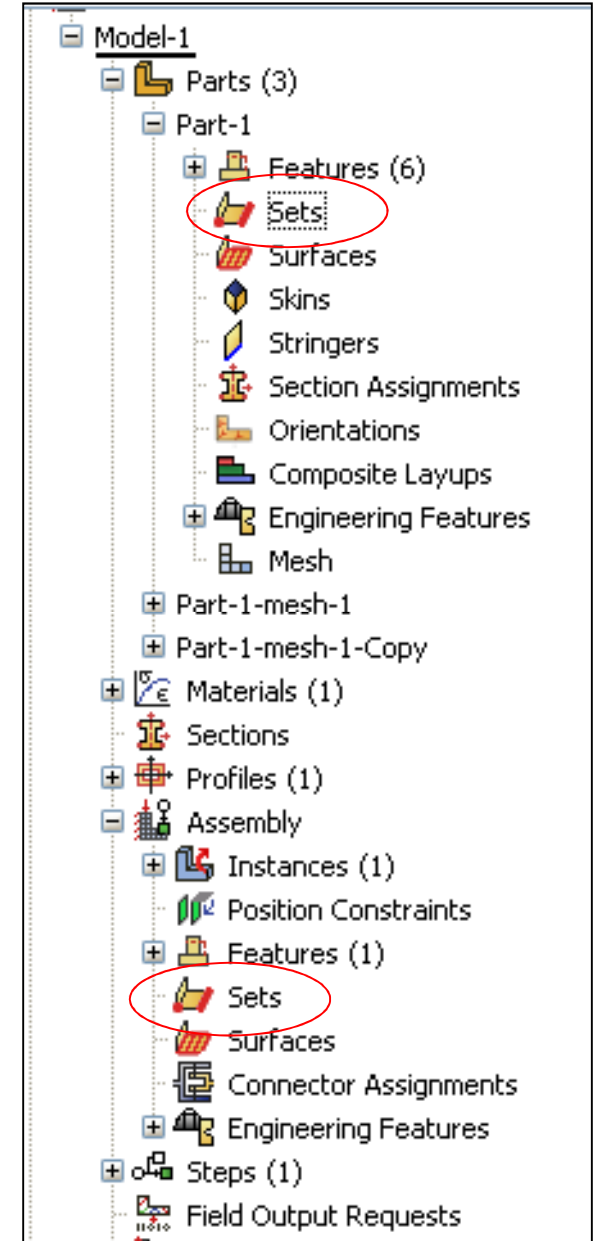 Model-1
Parts (3)
Part-1
Features (6)
Sets
Surfaces
Skins
Stringers
Section Assignments
Orientations
Composite Layups
Engineering Features
Mesh
Part-1-mesh-1
Part-1-mesh-1-Copy
Materials (1)
Sections
Profiles (1)
Assembly
Instances (1)
Position Constraints
Features (1)
Sets
Surfaces
Connector Assignments
Engineering Features
Steps (1)
Field Output Requests